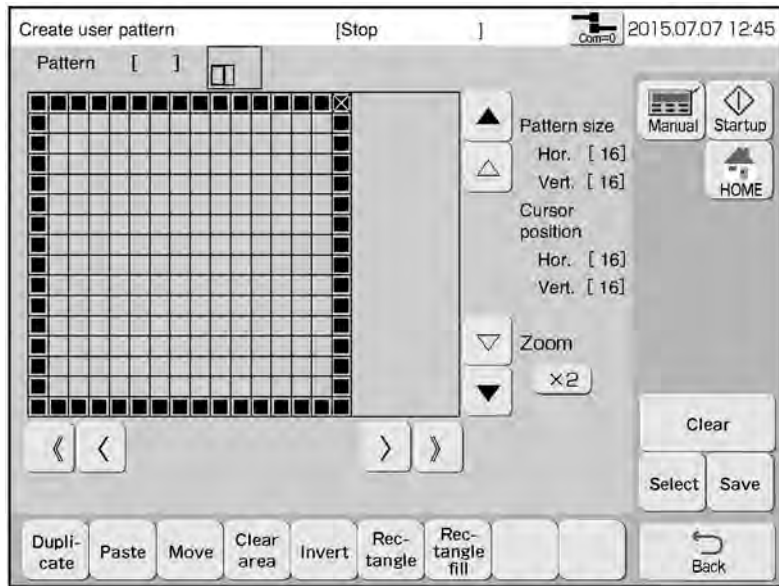 Create user pattern [Stop ] Com=0 2015.07.07 12:45
Pattern [ ]
Manual Startup
Pattern size
Hor. [ 16]
Vert. [ 16]
HOME
Cursor
position
Hor. [ 16]
Vert. [ 16]
Zoom
×2
Clear
Select Save
Dupli-
cate
Paste
Move
Clear
area
Invert
Rec-
tangle
Rec-
tangle
fill
Back